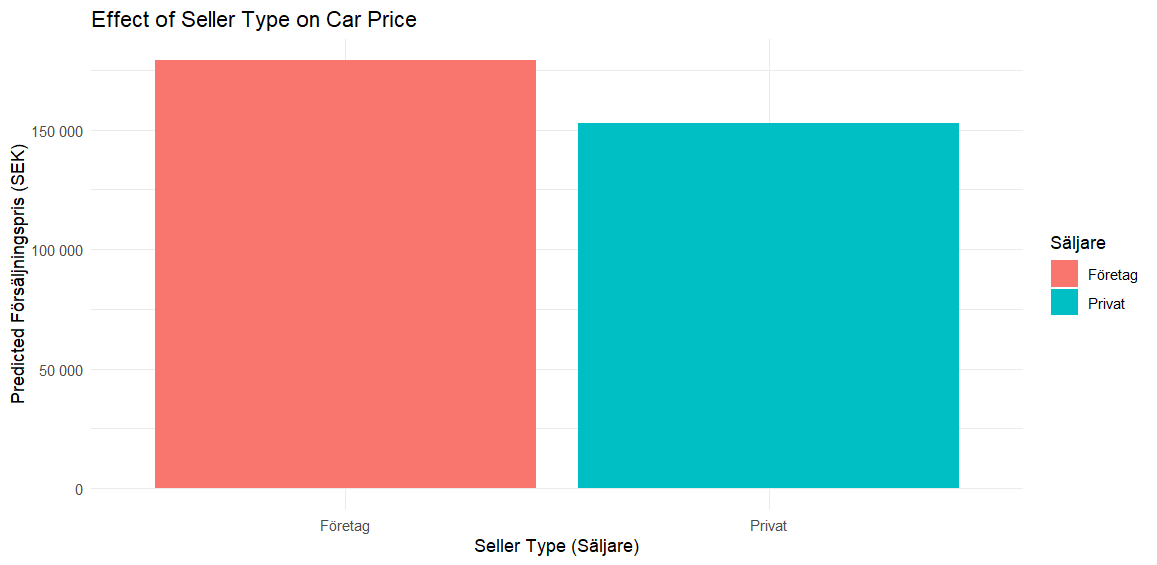 Effect of Seller Type on Car Price
Predicted Försäljningspris (SEK)
150 000
100 000
50 000
0
Företag
Privat
Seller Type (Säljare)
Säljare
Företag
Privat